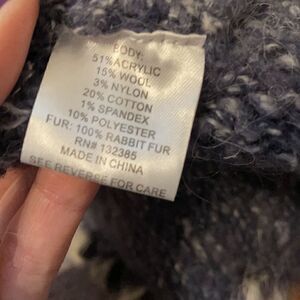 BODY:
51% ACRYLIC
15% WOOL
3% NYLON
20% COTTON
1% SPANDEX
10% POLYESTER
FUR: 100% RABBIT FUR
RN# 132385
MADE IN CHINA
SEE REVERSE FOR CARE